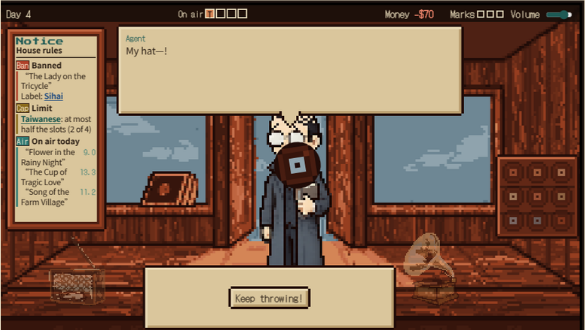 Day 4
On air T
Money -$70
Marks
Volume
Notice
House rules
Ban Banned
"The Lady on the
Tricycle"
Label: Sihai
Cap Limit
Taiwanese: at most
half the slots (2 of 4)
Air On air today
"Flower in the 9.0
Rainy Night"
"The Cup of 13.3
Tragic Love"
"Song of the 11.2
Farm Village"
Agent
My hat—!
Keep throwing!